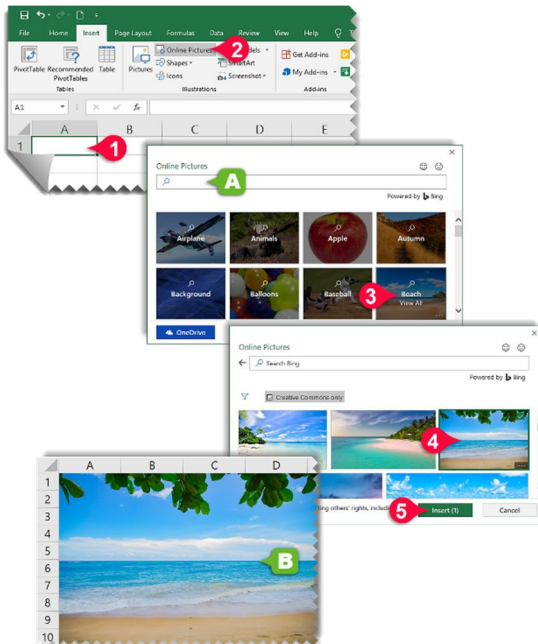 File Home Insert Page Layout Formulas Data Review View Help
PivotTable Recommended PivotTables Table Pictures Online Pictures 2 Get Add-ins
Shapes SmartArt
Icons Screenshot My Add-ins
Tables Illustrations Add-ins
A1 fx
A B C D E
1 1
Online Pictures
A
Powered by Bing
Airplane Animals Apple Autumn
Background Balloons Baseball 3 Beach
View All
OneDrive
Online Pictures
Search Bing
Powered by Bing
Creative Commons only
4
others' rights, 5 Insert (1) Cancel
A B C D
1
2
3
4
5
6 B
7
8
9
10